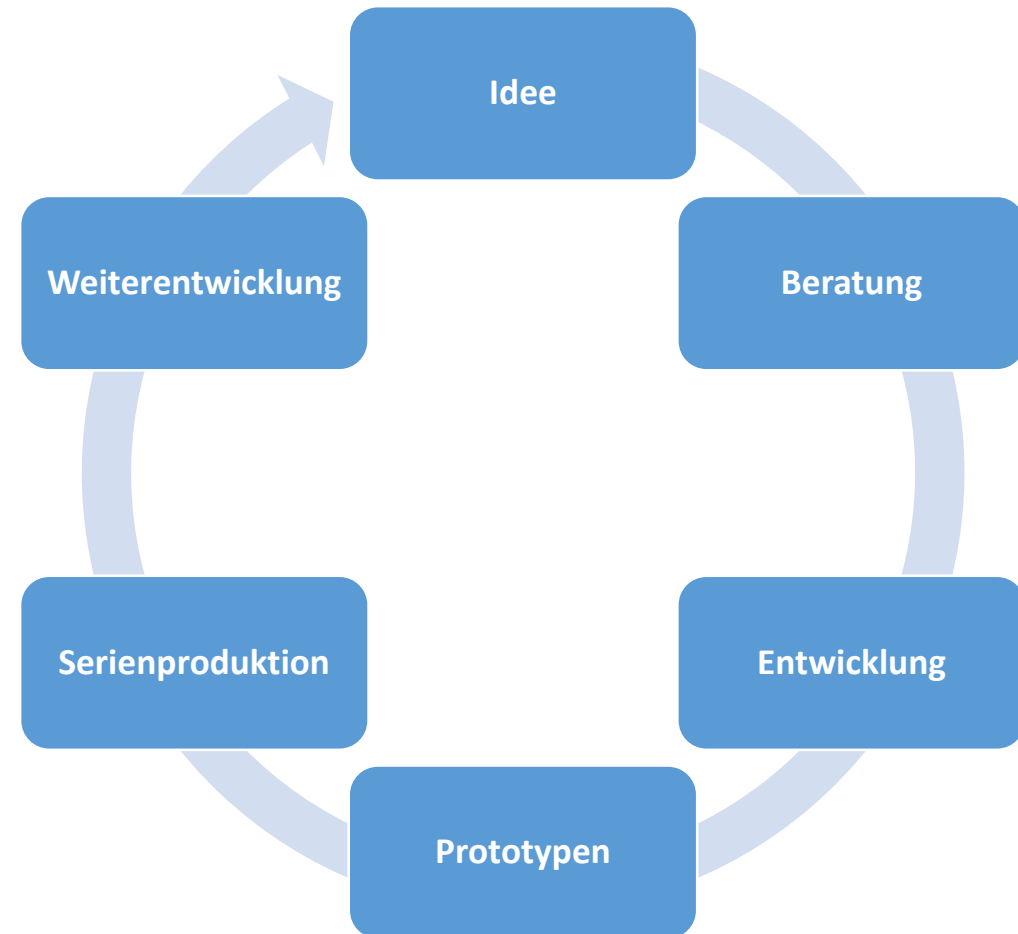 Idee
Beratung
Entwicklung
Prototypen
Serienproduktion
Weiterentwicklung